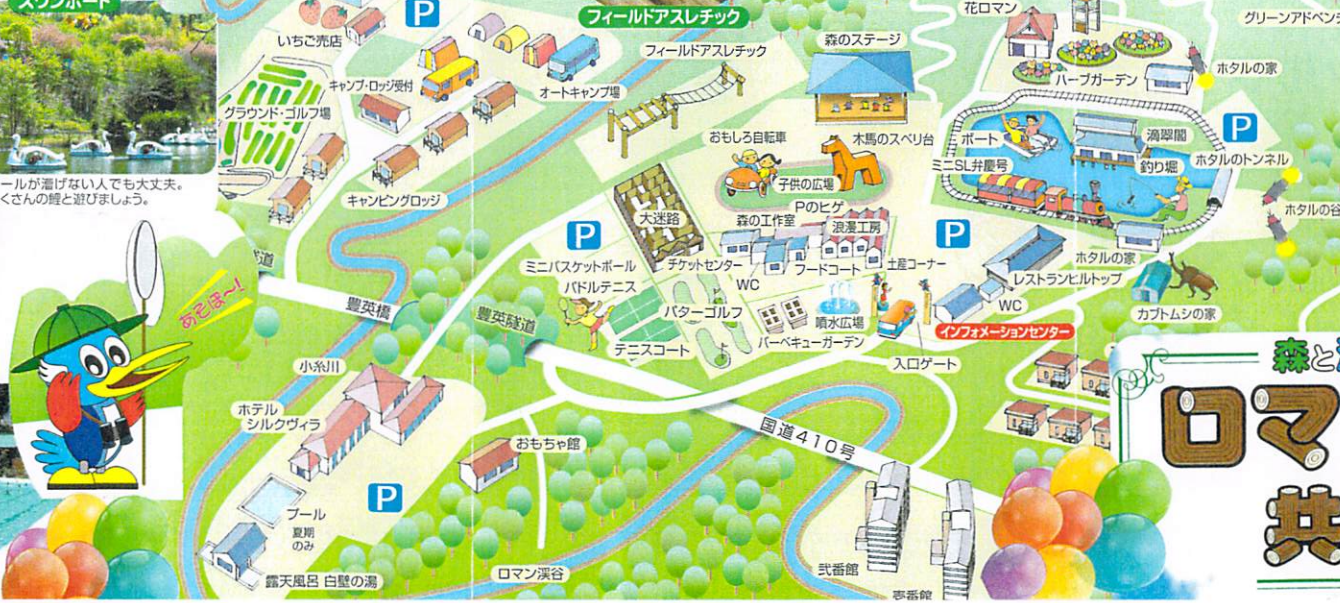 スワンボート
ールが漕げない人でも大丈夫。
くさんの鯉と遊びましょう。
いちご売店
P
フィールドアスレチック
フィールドアスレチック
森のステージ
花ロマン
グリーンアドベン
ホタルの家
ハーブガーデン
キャンプ・ロッジ受付
オートキャンプ場
グラウンド・ゴルフ場
おもしろ自転車
木馬のスベリ台
ボート
滴翠閣
P
ミニSL弁慶号
釣り堀
ホタルのトンネル
子供の広場
キャンピングロッジ
Pのヒゲ
大迷路
森の工作室
浪漫工房
P
P
ホタルの谷
ミニバスケットボール
チケットセンター
フードコート
土産コーナー
ホタルの家
レストランヒルトップ
WC
WC
パドルテニス
カブトムシの家
あそぼ〜!
道
豊英橋
豊英隧道
パターゴルフ
噴水広場
インフォメーションセンター
テニスコート
バーベキューガーデン
入口ゲート
小糸川
森と
ロマ
共
ホテル
シルクヴィラ
おもちゃ館
国道410号
P
プール
夏期
のみ
露天風呂 白壁の湯
ロマン渓谷
弐番館
壱番館